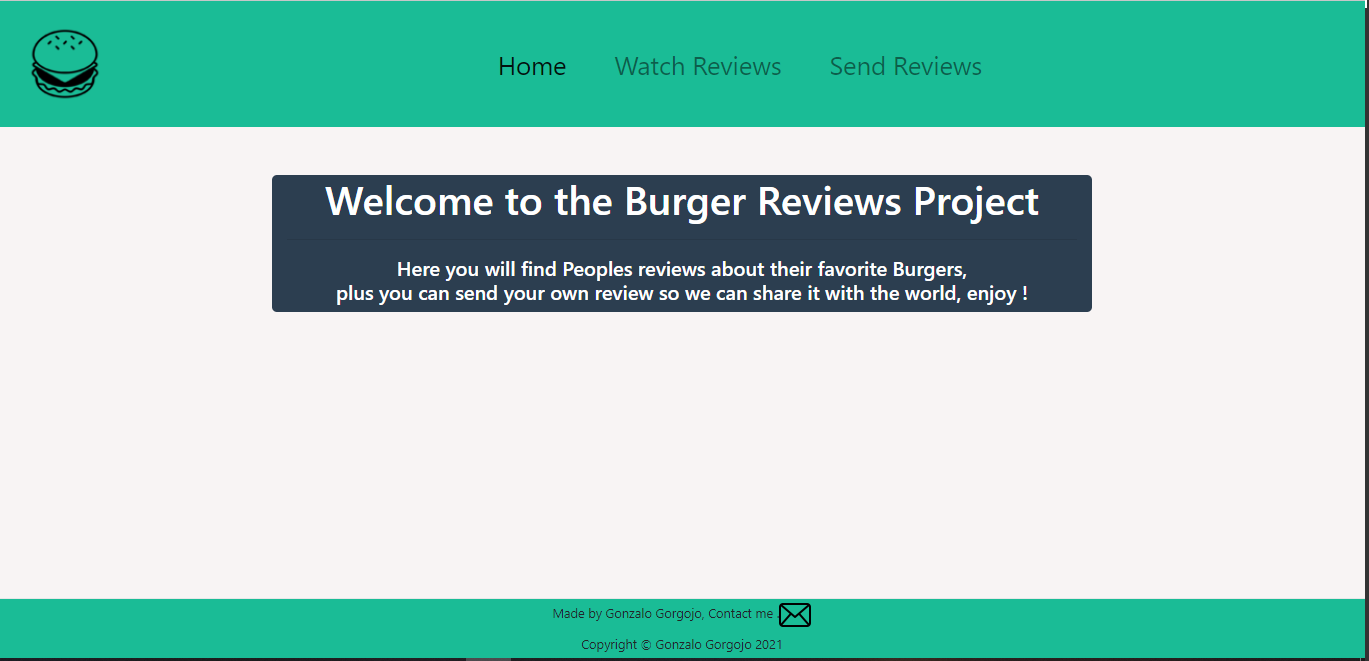 Home Watch Reviews Send Reviews
Welcome to the Burger Reviews Project
Here you will find Peoples reviews about their favorite Burgers,
plus you can send your own review so we can share it with the world, enjoy !
Made by Gonzalo Gorgojo, Contact me
Copyright © Gonzalo Gorgojo 2021